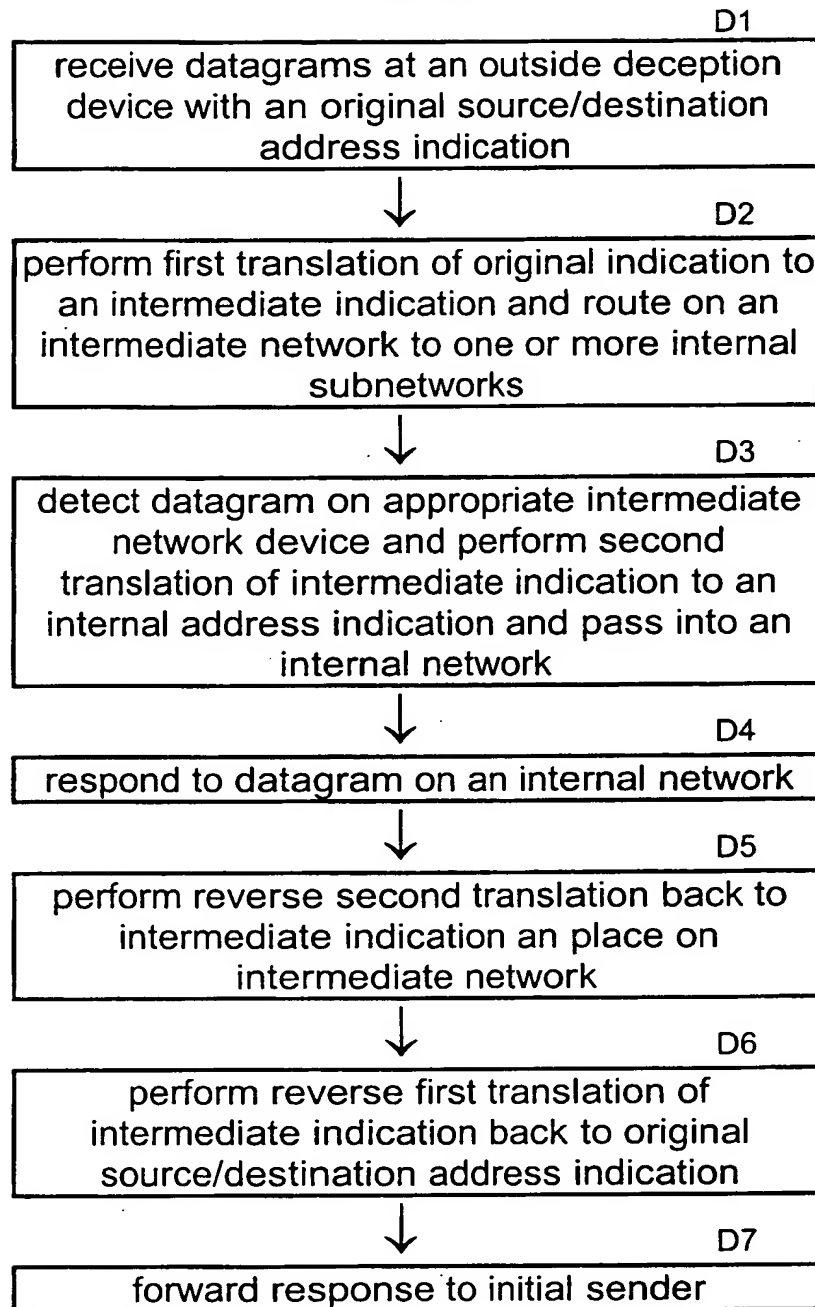 D1
receive datagrams at an outside deception
device with an original source/destination
address indication
D2
perform first translation of original indication to
an intermediate indication and route on an
intermediate network to one or more internal
subnetworks
D3
detect datagram on appropriate intermediate
network device and perform second
translation of intermediate indication to an
internal address indication and pass into an
internal network
D4
respond to datagram on an internal network
D5
perform reverse second translation back to
intermediate indication an place on
intermediate network
D6
perform reverse first translation of
intermediate indication back to original
source/destination address indication
D7
forward response to initial sender